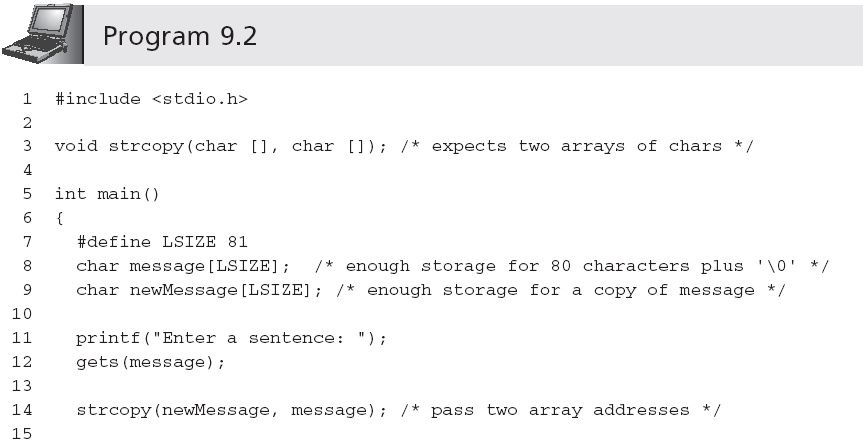 Program 9.2
1 #include <stdio.h>
2
3 void strcopy(char [], char []); /* expects two arrays of chars */
4
5 int main()
6 {
7 #define LSIZE 81
8 char message[LSIZE]; /* enough storage for 80 characters plus '\0' */
9 char newMessage[LSIZE]; /* enough storage for a copy of message */
10
11 printf("Enter a sentence: ");
12 gets(message);
13
14 strcopy(newMessage, message); /* pass two array addresses */
15